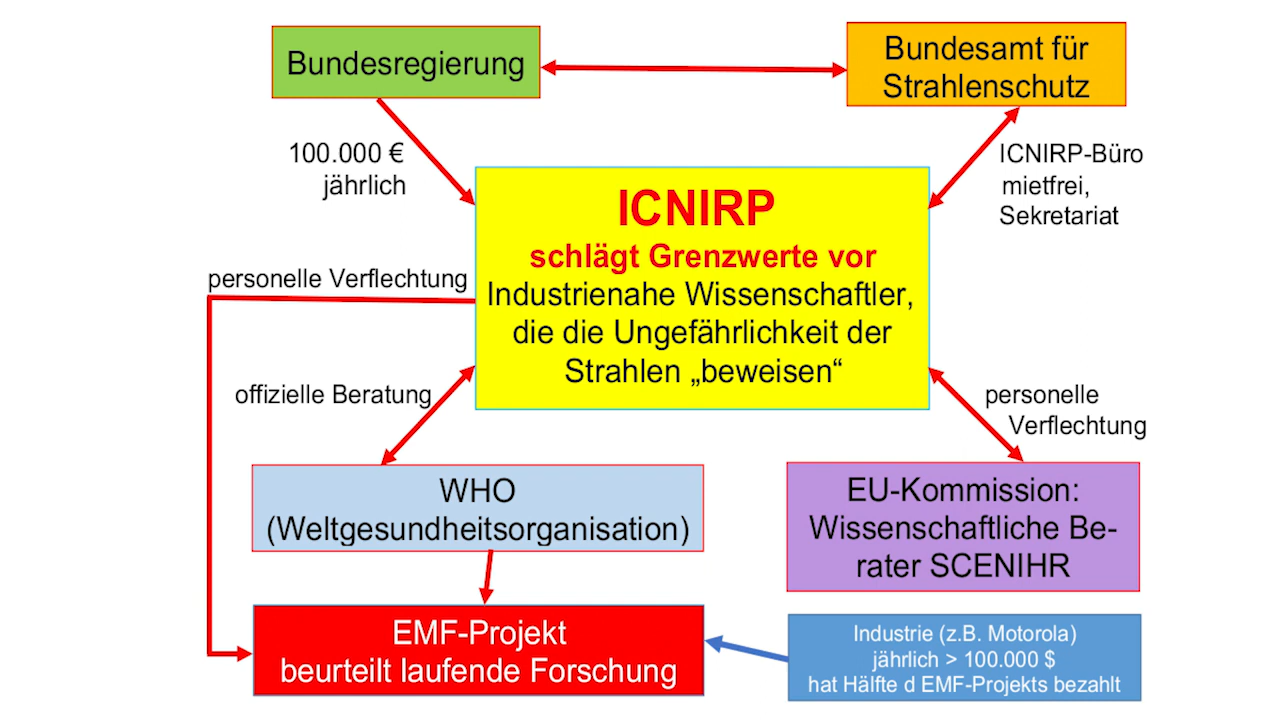 Bundesregierung
Bundesamt für
Strahlenschutz
100.000 €
jährlich
ICNIRP-Büro
mietfrei,
Sekretariat
ICNIRP
schlägt Grenzwerte vor
Industrienahe Wissenschaftler,
die die Ungefährlichkeit der
Strahlen „beweisen“
personelle Verflechtung
offizielle Beratung
personelle
Verflechtung
WHO
(Weltgesundheitsorganisation)
EU-Kommission:
Wissenschaftliche Be-
rater SCENIHR
EMF-Projekt
beurteilt laufende Forschung
Industrie (z.B. Motorola)
jährlich > 100.000 $
hat Hälfte d EMF-Projekts bezahlt